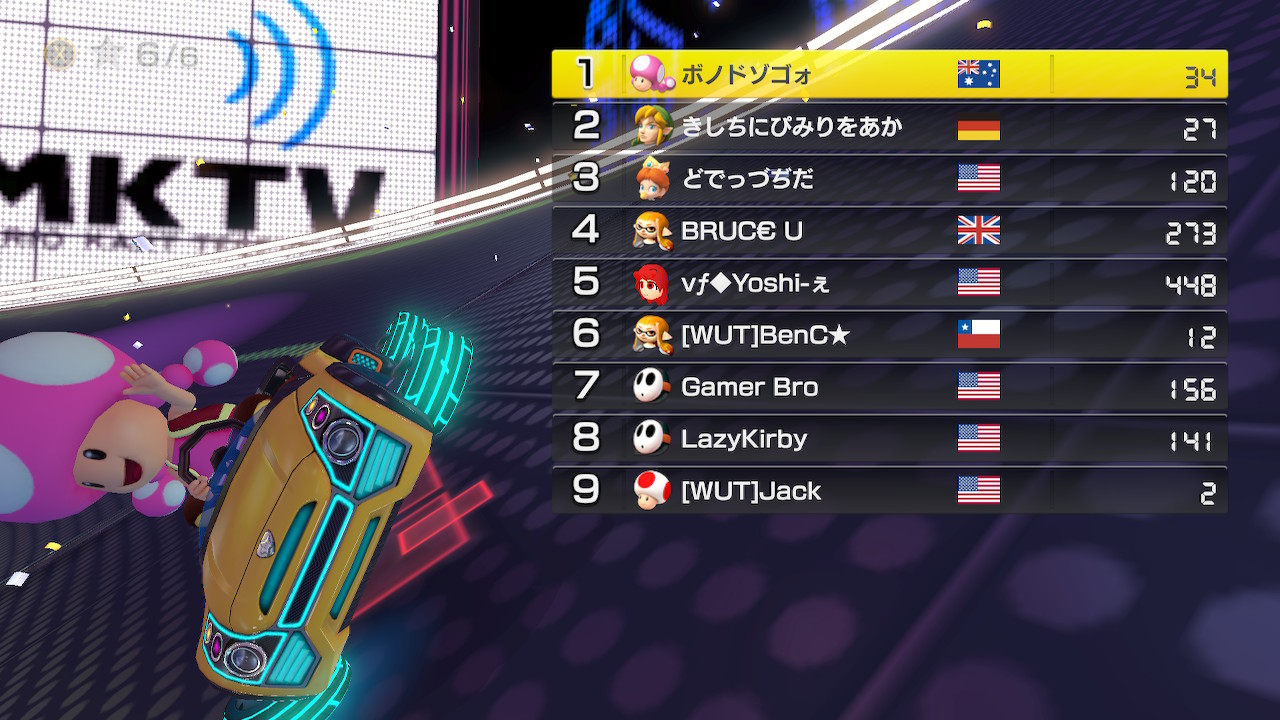 6/6
MKTV
1 ボノドゾゴォ 34
2 きしちにぴみりをあか 27
3 どでっづぢだ 120
4 BRUC€ U 273
5 vƒ◆Yoshi-ぇ 448
6 [WUT]BenC★ 12
7 Gamer Bro 156
8 LazyKirby 141
9 [WUT]Jack 2